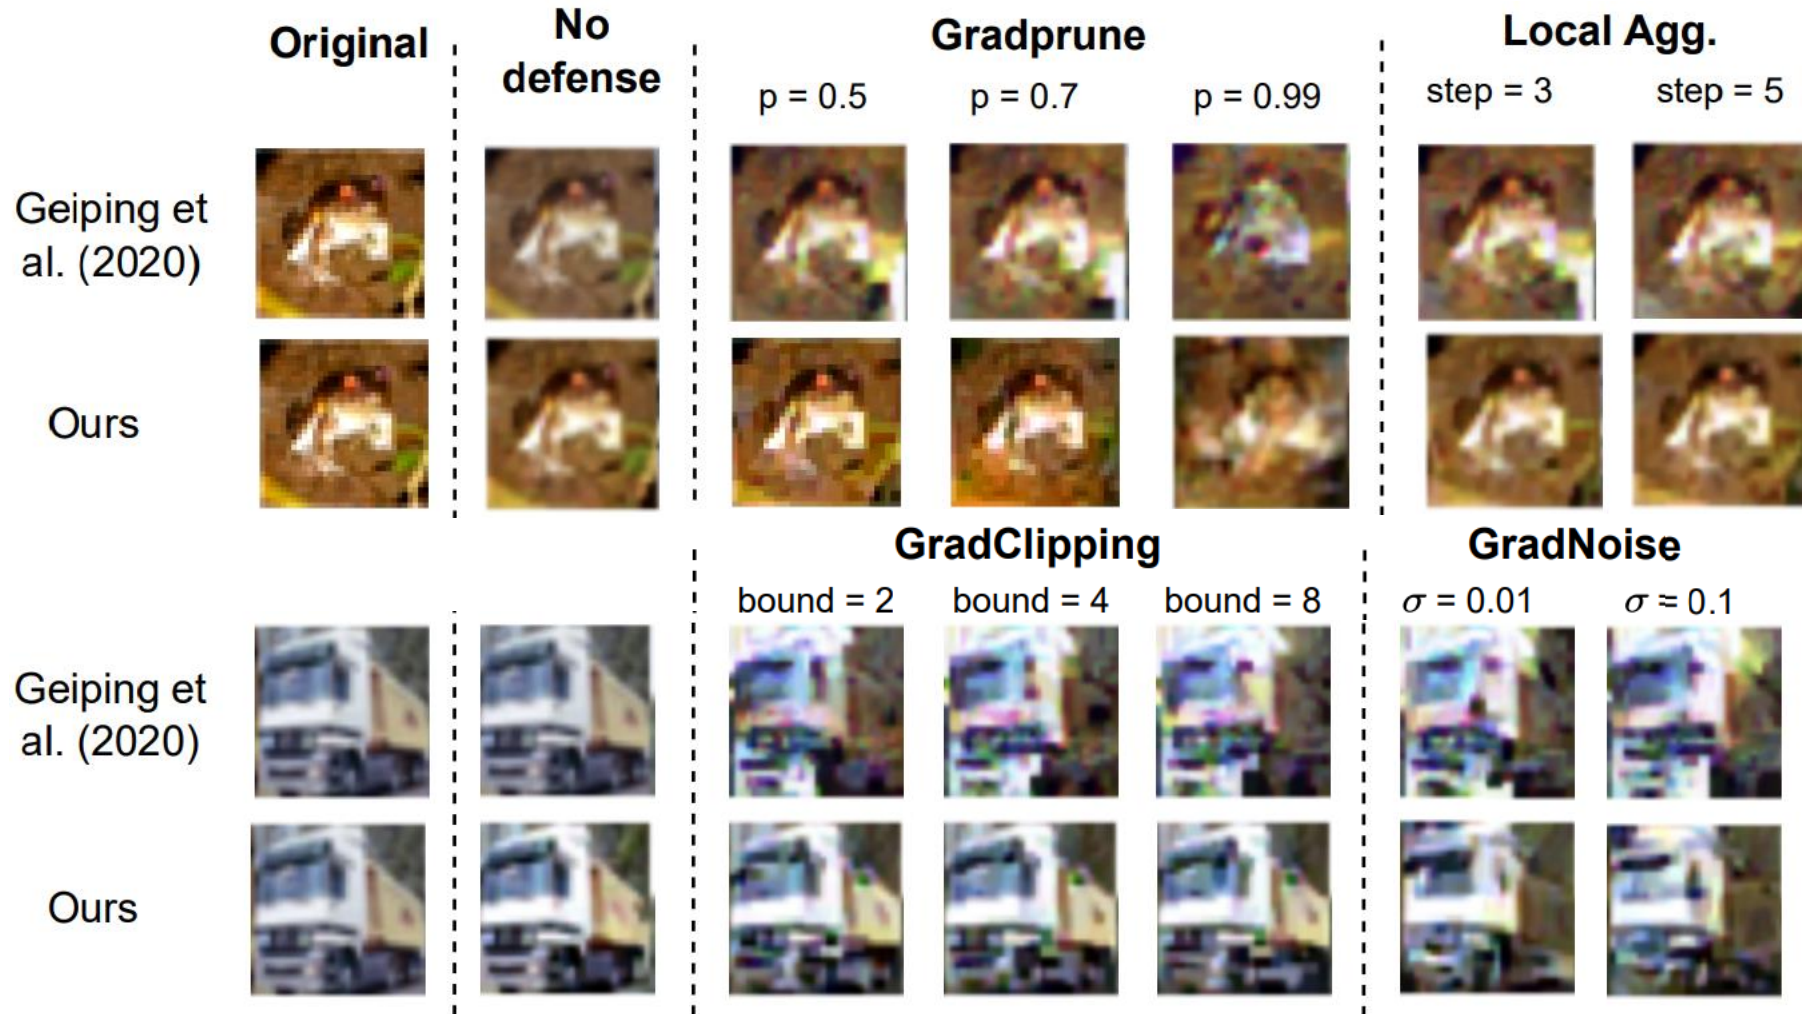 Original
No
defense
Gradprune
Local Agg.
p = 0.5
p = 0.7
p = 0.99
step = 3
step = 5
Geiping et
al. (2020)
Ours
GradClipping
GradNoise
bound = 2
bound = 4
bound = 8
σ = 0.01
σ = 0.1
Geiping et
al. (2020)
Ours